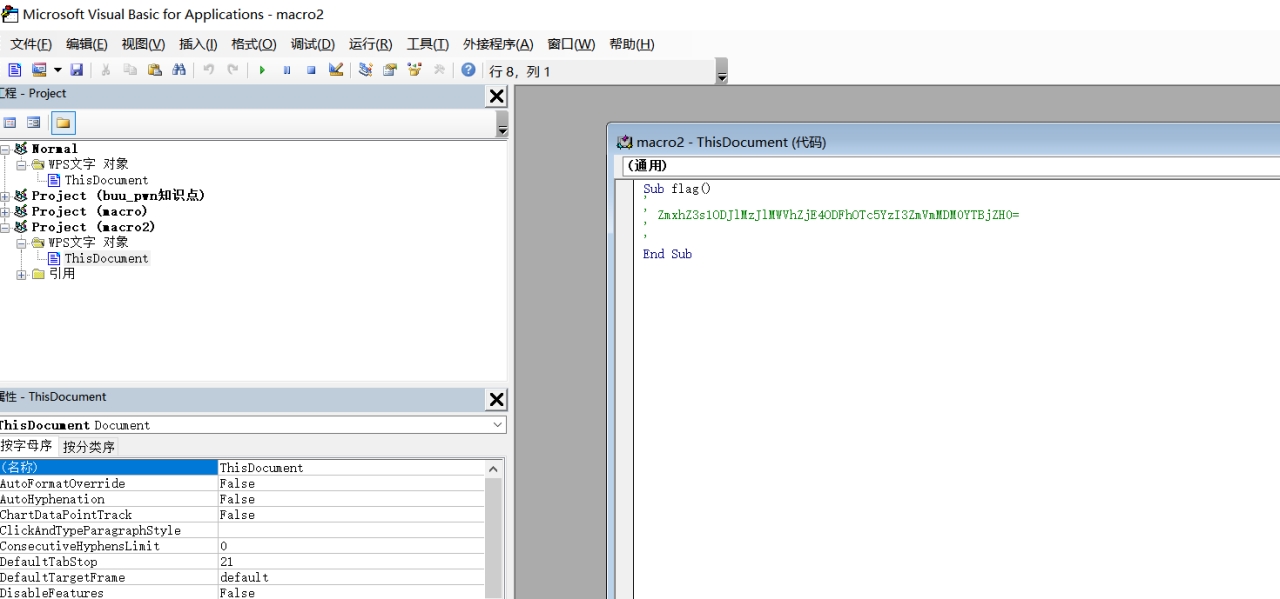 Microsoft Visual Basic for Applications - macro2
文件(F) 编辑(E) 视图(V) 插入(I) 格式(O) 调试(D) 运行(R) 工具(T) 外接程序(A) 窗口(W) 帮助(H)
行 8，列 1
工程 - Project
Normal
WPS文字 对象
ThisDocument
Project (buu_pwn知识点)
Project (macro)
Project (macro2)
WPS文字 对象
ThisDocument
引用
属性 - ThisDocument
ThisDocument Document
按字母序 按分类序
(名称) ThisDocument
AutoFormatOverride False
AutoHyphenation False
ChartDataPointTrack False
ClickAndTypeParagraphStyle
ConsecutiveHyphensLimit 0
DefaultTabStop 21
DefaultTargetFrame default
DisableFeatures False
macro2 - ThisDocument (代码)
(通用)
Sub flag()
'
' ZmxhZ3s1ODJlMzJlMWVhZjE4ODFhOTc5YzI3ZmVmMDM0YTBjZH0=
'
'
End Sub